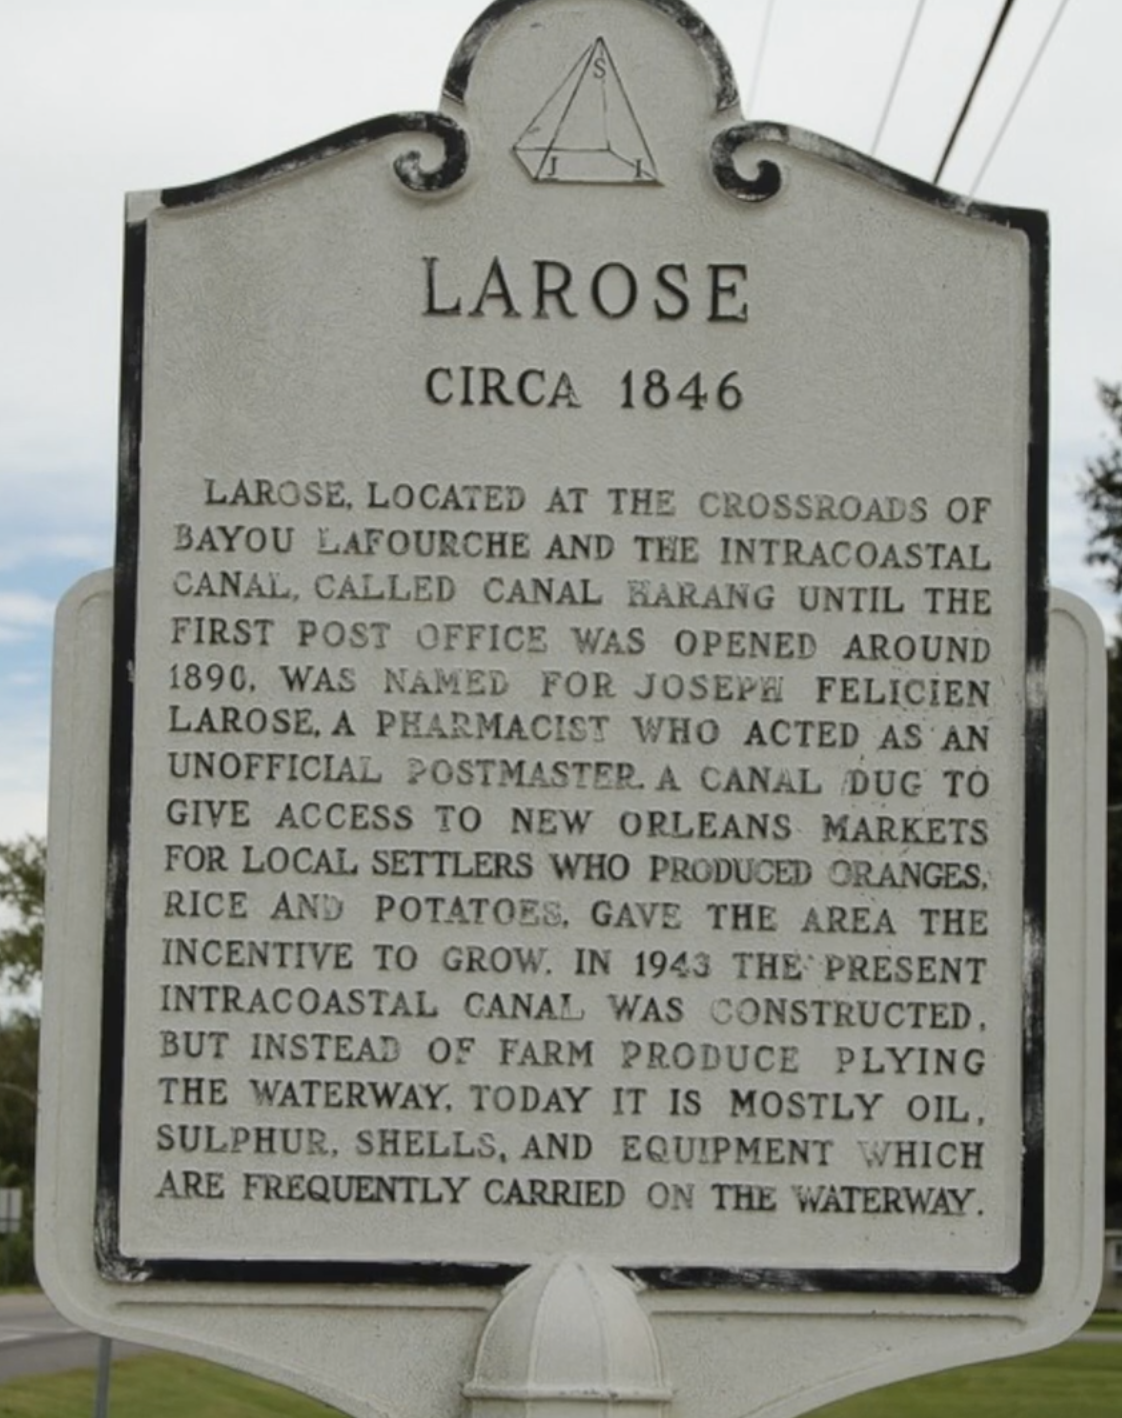 S
J I
LAROSE
CIRCA 1846
LAROSE, LOCATED AT THE CROSSROADS OF
BAYOU LAFOURCHE AND THE INTRACOASTAL
CANAL, CALLED CANAL HARANG UNTIL THE
FIRST POST OFFICE WAS OPENED AROUND
1890, WAS NAMED FOR JOSEPH FELICIEN
LAROSE, A PHARMACIST WHO ACTED AS AN
UNOFFICIAL POSTMASTER. A CANAL DUG TO
GIVE ACCESS TO NEW ORLEANS MARKETS
FOR LOCAL SETTLERS WHO PRODUCED ORANGES,
RICE AND POTATOES, GAVE THE AREA THE
INCENTIVE TO GROW. IN 1943 THE PRESENT
INTRACOASTAL CANAL WAS CONSTRUCTED,
BUT INSTEAD OF FARM PRODUCE PLYING
THE WATERWAY, TODAY IT IS MOSTLY OIL,
SULPHUR, SHELLS, AND EQUIPMENT WHICH
ARE FREQUENTLY CARRIED ON THE WATERWAY.